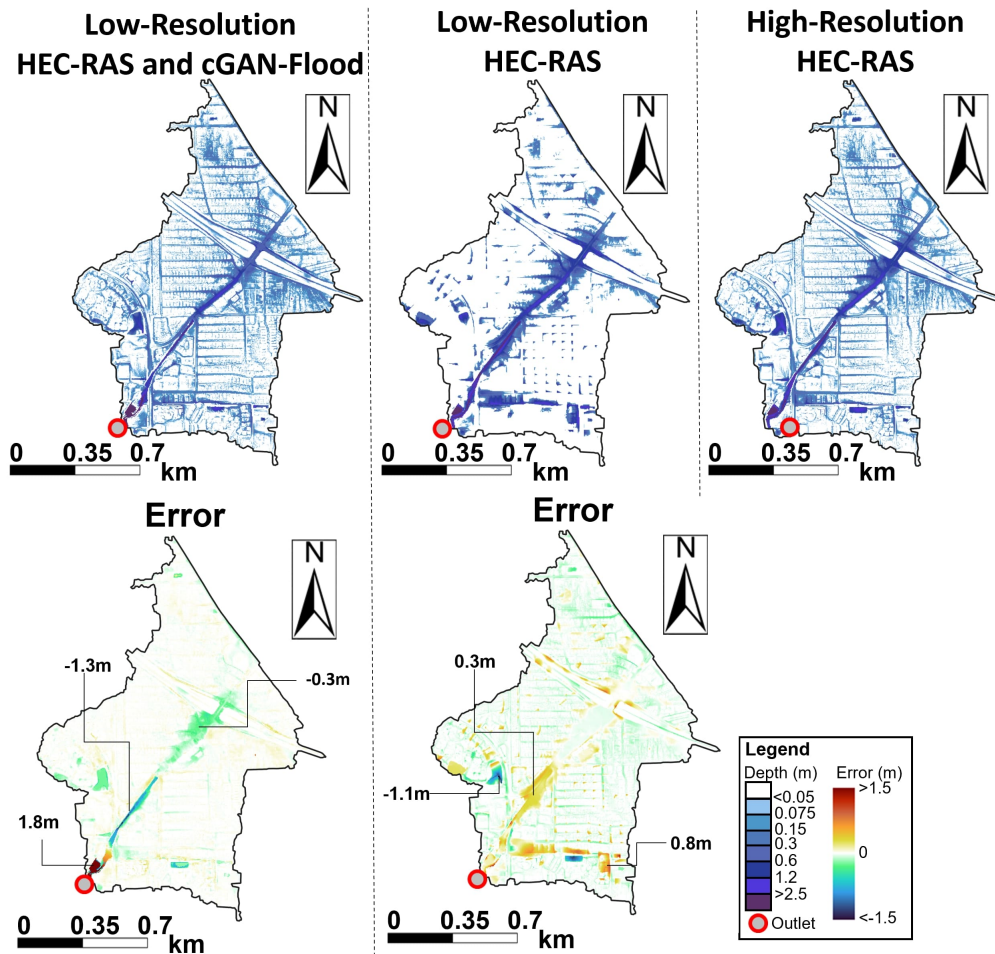 Low-Resolution
HEC-RAS and cGAN-Flood
Low-Resolution
HEC-RAS
High-Resolution
HEC-RAS
N
N
N
0 0.35 0.7
km
0 0.35 0.7
km
0 0.35 0.7
km
Error
Error
N
N
-1.3m
-0.3m
1.8m
0.3m
-1.1m
0.8m
0 0.35 0.7
km
0 0.35 0.7
km
Legend
Depth (m)
<0.05
0.075
0.15
0.3
0.6
1.2
>2.5
Error (m)
>1.5
0
<-1.5
Outlet